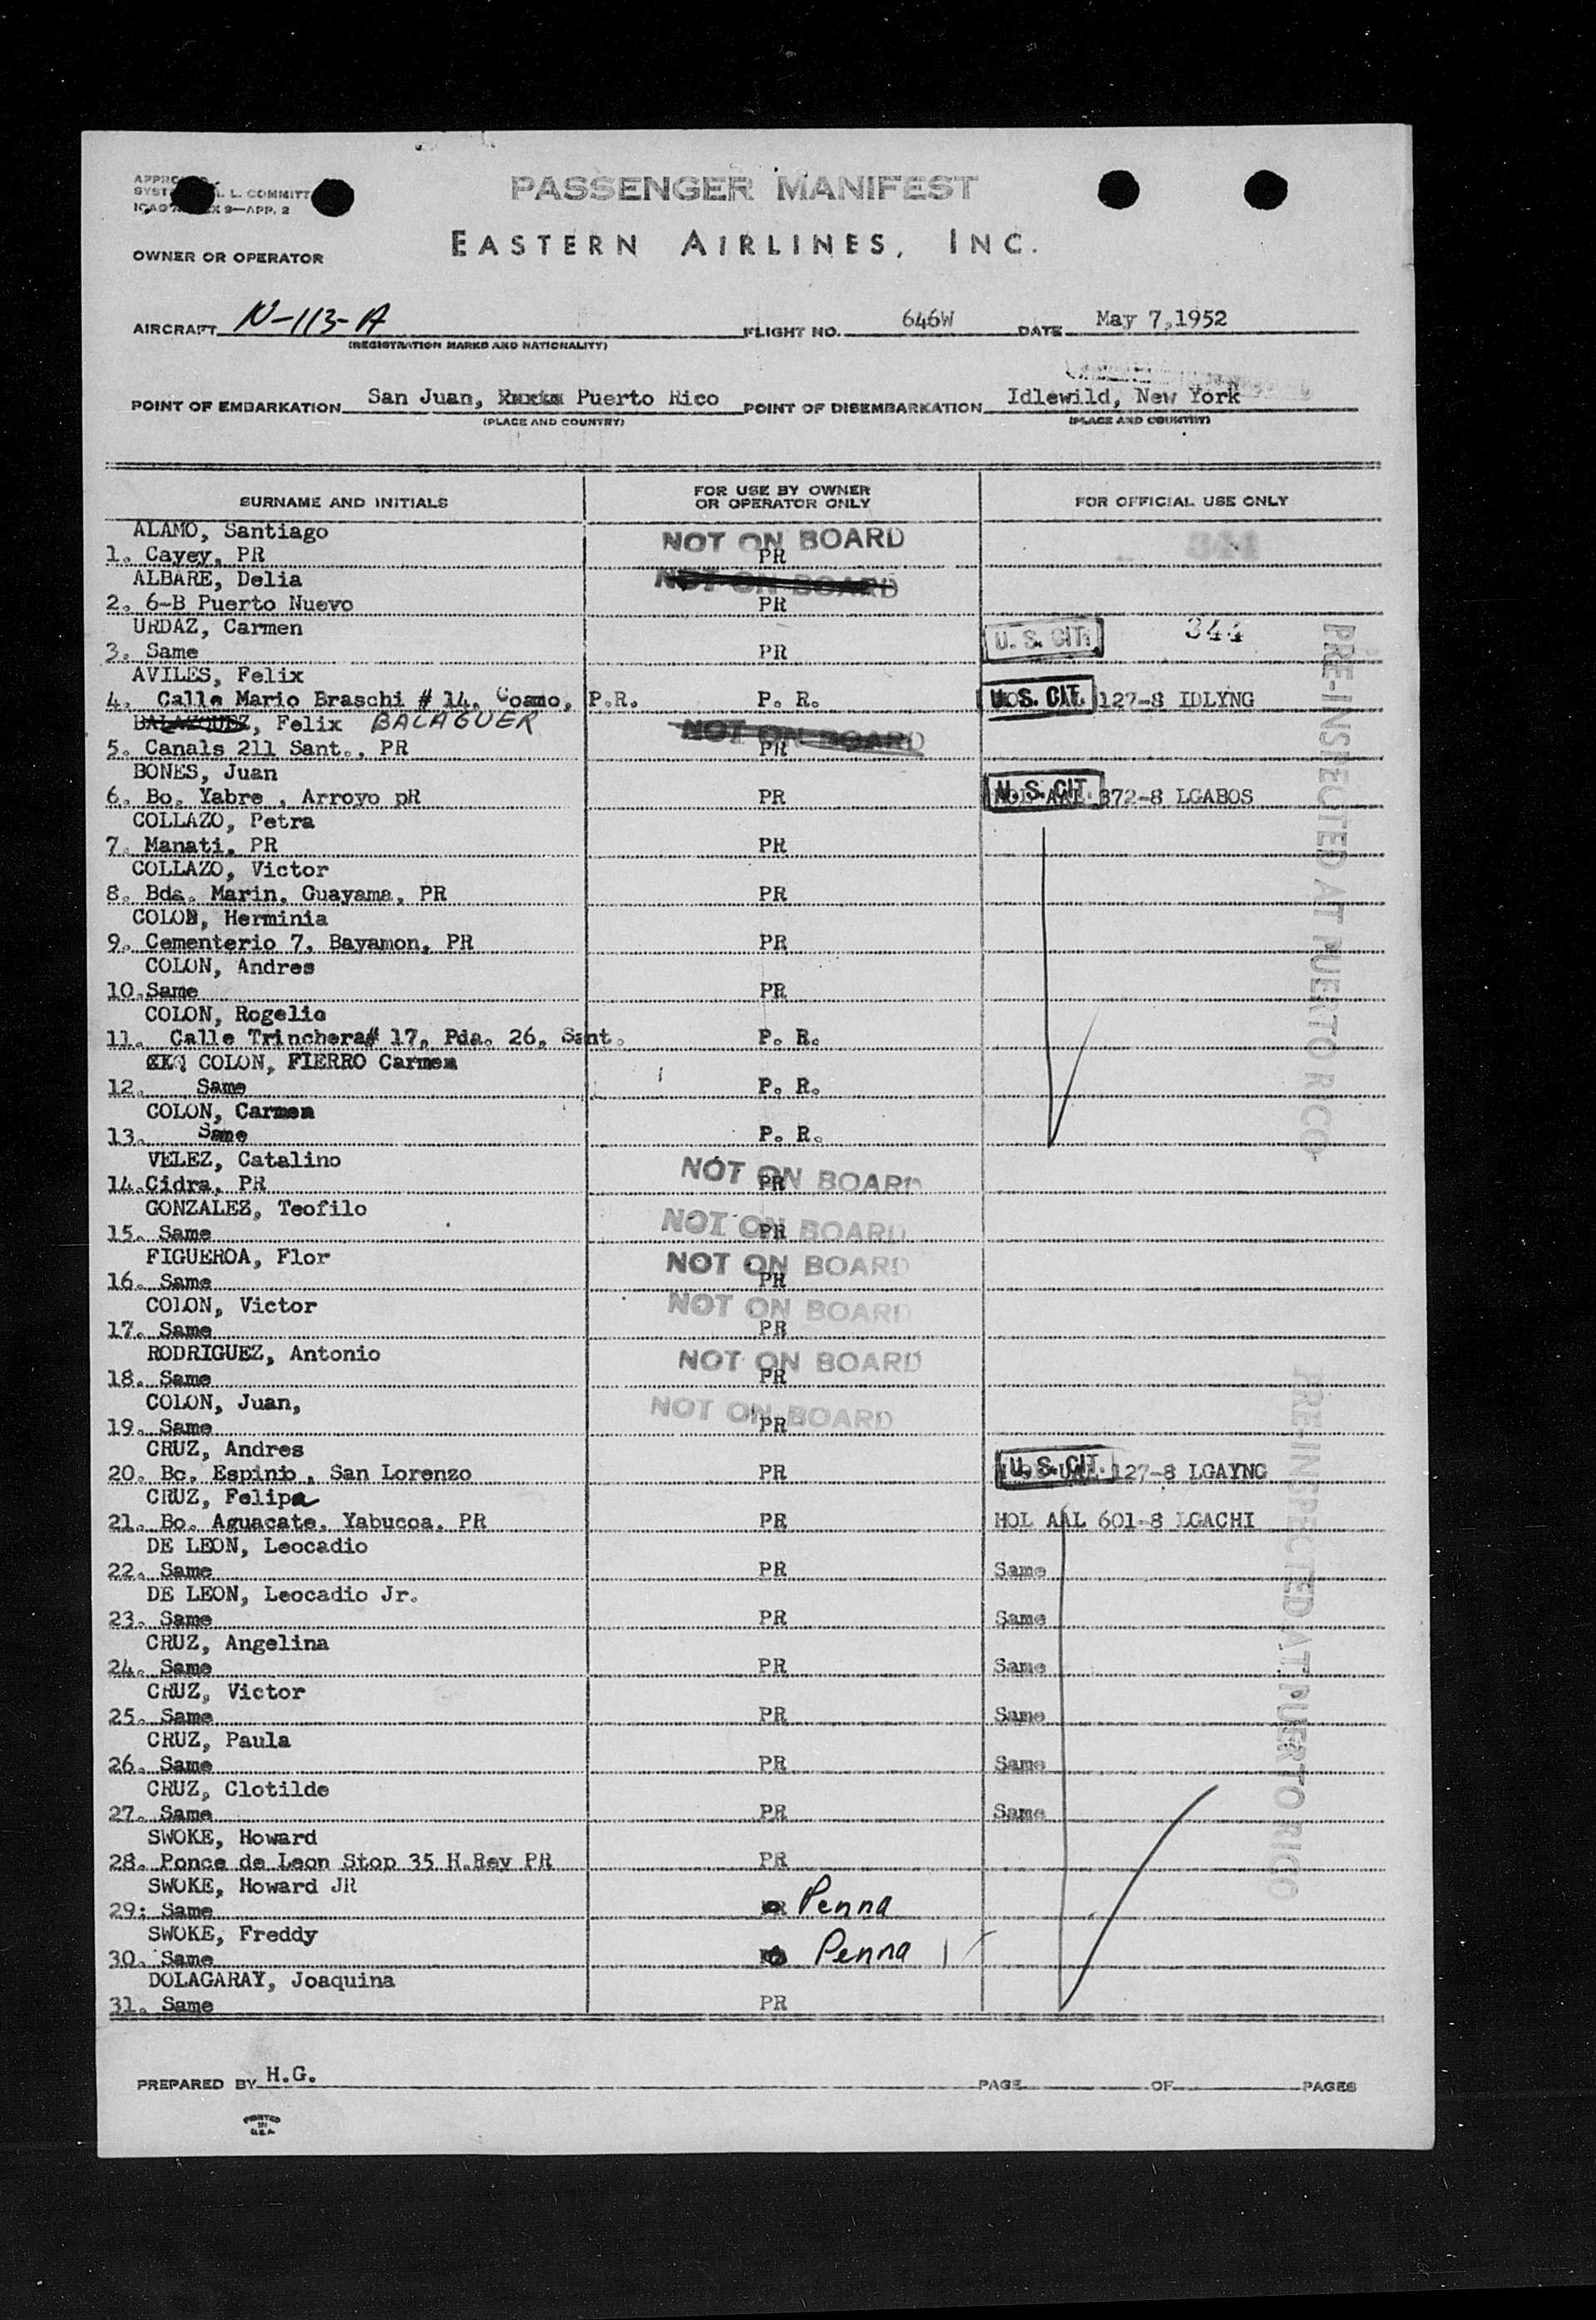 PASSENGER MANIFEST
EASTERN AIRLINES, INC.
L. COMMITT
9—APP. 2
OWNER OR OPERATOR
AIRCRAFT N-113-A FLIGHT NO. 646W DATE May 7,1952
(REGISTRATION MARKS AND NATIONALITY)
POINT OF EMBARKATION San Juan, Puerto Rico POINT OF DISEMBARKATION Idlewild, New York
(PLACE AND COUNTRY) (PLACE AND COUNTRY)
SURNAME AND INITIALS FOR USE BY OWNER OR OPERATOR ONLY FOR OFFICIAL USE ONLY
ALAMO, Santiago NOT ON BOARD
1. Cayey, PR PR 344
ALBARE, Delia NOT ON BOARD
2. 6-B Puerto Nuevo PR
URDAZ, Carmen U. S. CIT. 344
3. Same PR
AVILES, Felix
4. Calle Mario Braschi # 14, Coamo, P.R. P. R. U. S. CIT. 127-8 IDLYNG
BALAZQUEZ, Felix BALAGUER NOT ON BOARD
5. Canals 211 Sant., PR PR
BONES, Juan
6. Bo. Yabre , Arroyo pR PR U. S. CIT. 372-8 LGABOS
COLLAZO, Petra
7. Manati, PR PR
COLLAZO, Victor
8. Bda. Marin, Guayama, PR PR
COLON, Herminia
9. Cementerio 7, Bayamon, PR PR
COLON, Andres
10. Same PR
COLON, Rogelio
11. Calle Trinchera# 17, Pda. 26, Sant. P. R.
COLON, FIERRO Carmen
12. Same P. R.
COLON, Carmen
13. Same P. R.
VELEZ, Catalino NOT ON BOARD
14. Cidra, PR PR
GONZALEZ, Teofilo NOT ON BOARD
15. Same PR
FIGUEROA, Flor NOT ON BOARD
16. Same PR
COLON, Victor NOT ON BOARD
17. Same PR
RODRIGUEZ, Antonio NOT ON BOARD
18. Same PR
COLON, Juan, NOT ON BOARD
19. Same PR
CRUZ, Andres
20. Bo. Espino , San Lorenzo PR U. S. CIT. 127-8 LGAYNG
CRUZ, Felipa
21. Bo. Aguacate, Yabucoa, PR PR HOL AAL 601-8 LGACHI
DE LEON, Leocadio
22. Same PR Same
DE LEON, Leocadio Jr.
23. Same PR Same
CRUZ, Angelina
24. Same PR Same
CRUZ, Victor
25. Same PR Same
CRUZ, Paula
26. Same PR Same
CRUZ, Clotilde
27. Same PR Same
SWOKE, Howard
28. Ponce de Leon Stop 35 H.Rey PR PR
SWOKE, Howard JR
29: Same Penna
SWOKE, Freddy
30. Same Penna
DOLAGARAY, Joaquina
31. Same PR
PRE-INSPECTED AT PUERTO RICO
PRE-INSPECTED AT PUERTO RICO
PREPARED BY H.G. PAGE OF PAGES
PRINTED
IN
U.S.A.